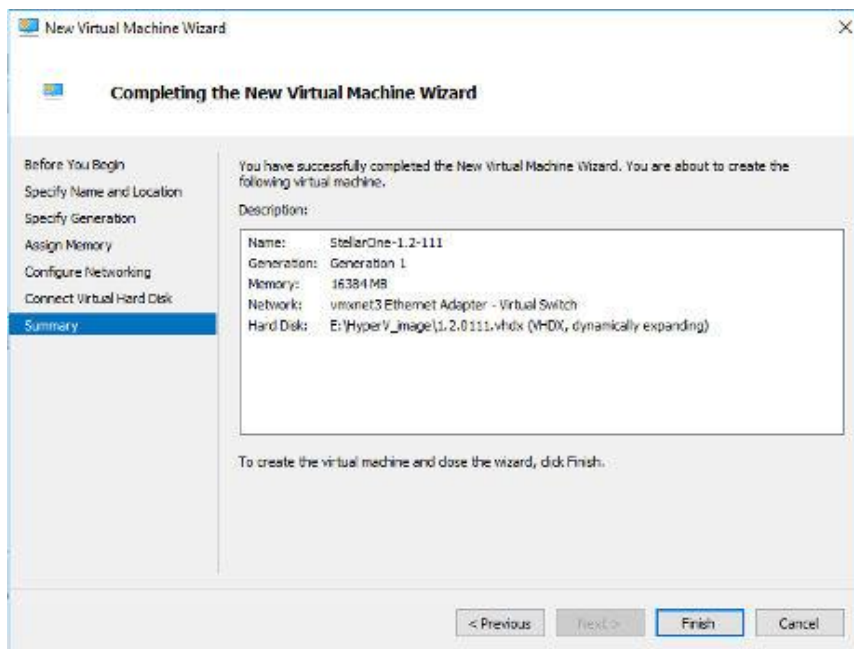 New Virtual Machine Wizard
Completing the New Virtual Machine Wizard
Before You Begin
Specify Name and Location
Specify Generation
Assign Memory
Configure Networking
Connect Virtual Hard Disk
Summary
You have successfully completed the New Virtual Machine Wizard. You are about to create the
following virtual machine.
Description:
Name: StellarOne-1.2-111
Generation: Generation 1
Memory: 16384 MB
Network: vmxnet3 Ethernet Adapter - Virtual Switch
Hard Disk: E:\HyperV_image\1.2.0111.vhdx (VHDX, dynamically expanding)
To create the virtual machine and close the wizard, click Finish.
< Previous
Next >
Finish
Cancel